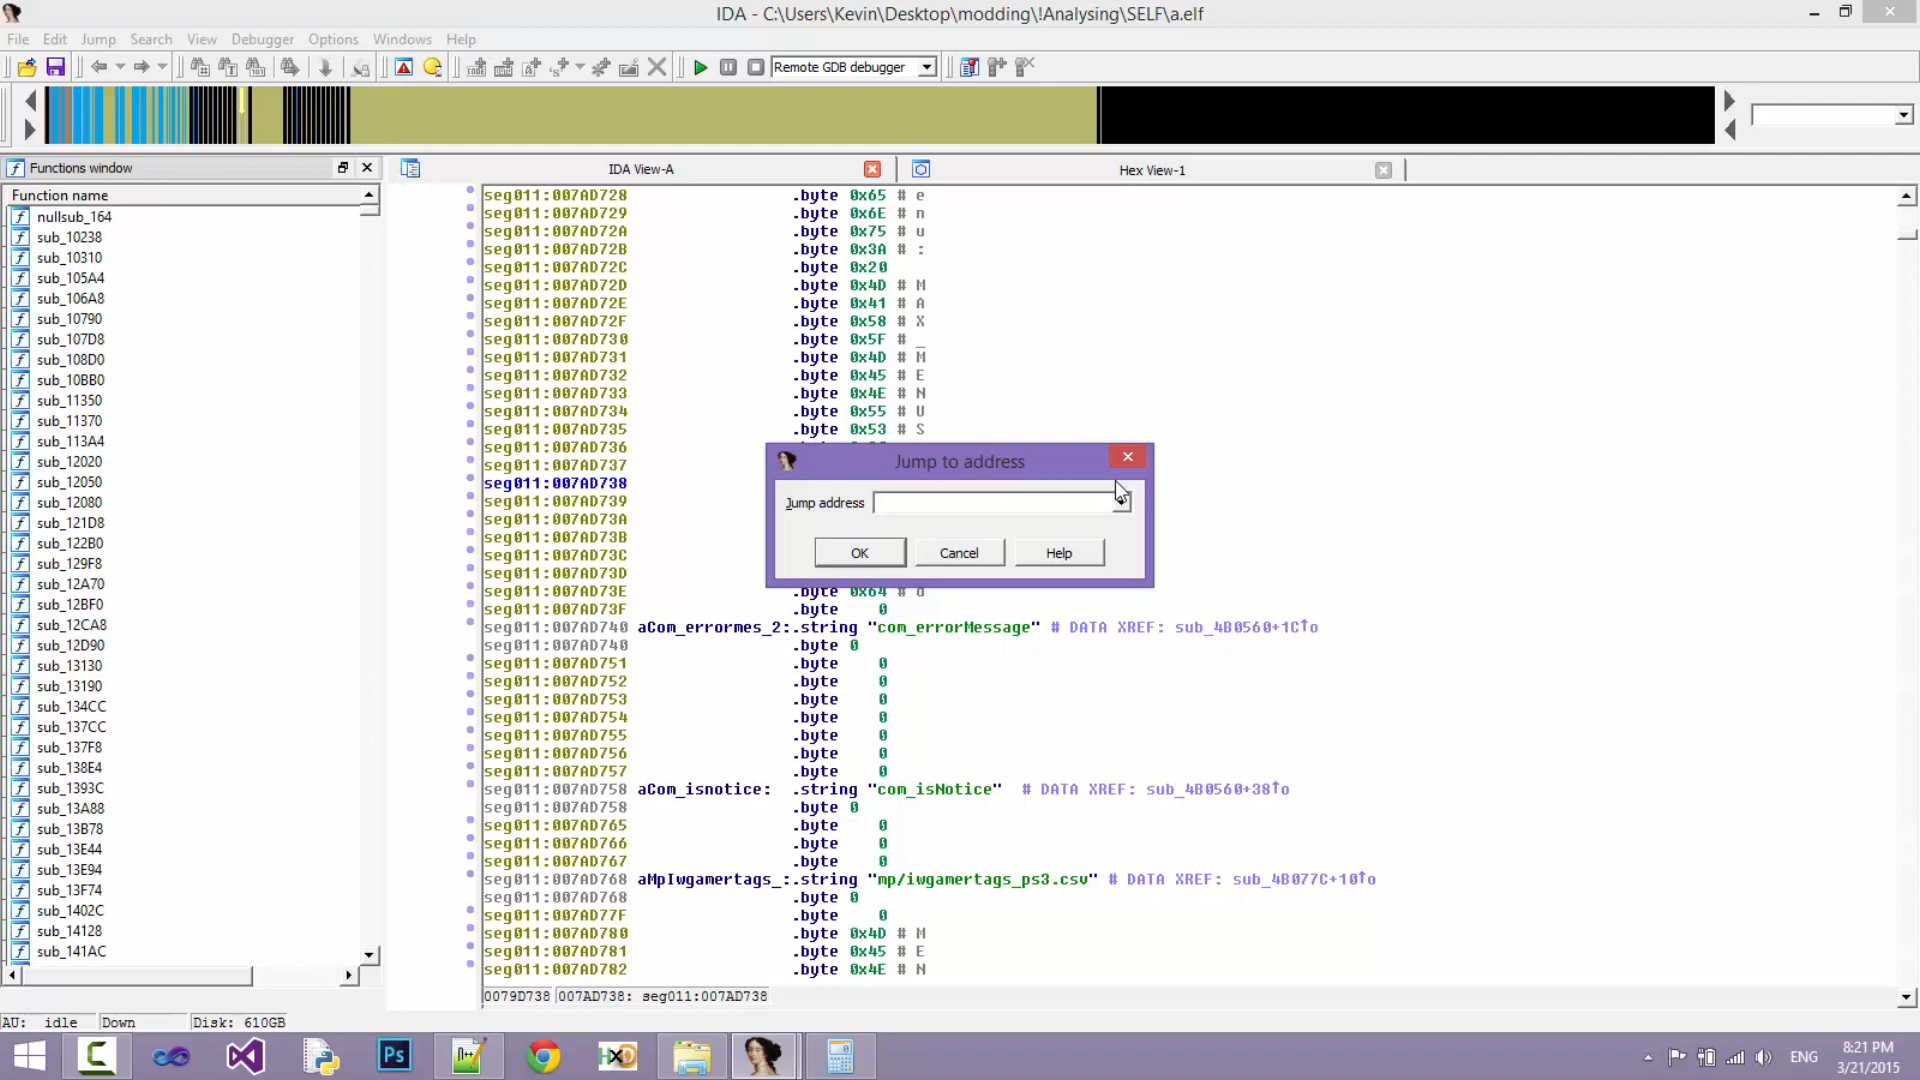 IDA - C:\Users\Kevin\Desktop\modding\!Analysing\SELF\a.elf
File Edit Jump Search View Debugger Options Windows Help
Remote GDB debugger
Functions window
IDA View-A
Hex View-1
Function name
nullsub_164
sub_10238
sub_10310
sub_105A4
sub_106A8
sub_10790
sub_107D8
sub_108D0
sub_10BB0
sub_11350
sub_11370
sub_113A4
sub_12020
sub_12050
sub_12080
sub_121D8
sub_122B0
sub_129F8
sub_12A70
sub_12BF0
sub_12CA8
sub_12D90
sub_13130
sub_13190
sub_134CC
sub_137CC
sub_137F8
sub_138E4
sub_1393C
sub_13A88
sub_13B78
sub_13E44
sub_13E94
sub_13F74
sub_1402C
sub_14128
sub_141AC
seg011:007AD728 .byte 0x65 # e
seg011:007AD729 .byte 0x6E # n
seg011:007AD72A .byte 0x75 # u
seg011:007AD72B .byte 0x3A # :
seg011:007AD72C .byte 0x20
seg011:007AD72D .byte 0x4D # M
seg011:007AD72E .byte 0x41 # A
seg011:007AD72F .byte 0x58 # X
seg011:007AD730 .byte 0x5F # _
seg011:007AD731 .byte 0x4D # M
seg011:007AD732 .byte 0x45 # E
seg011:007AD733 .byte 0x4E # N
seg011:007AD734 .byte 0x55 # U
seg011:007AD735 .byte 0x53 # S
seg011:007AD736
seg011:007AD737
seg011:007AD738
seg011:007AD739
seg011:007AD73A
seg011:007AD73B
seg011:007AD73C
seg011:007AD73D
seg011:007AD73E .byte 0x64 # d
seg011:007AD73F .byte 0
seg011:007AD740 aCom_errormes_2:.string "com_errorMessage" # DATA XREF: sub_4B0560+1C↑o
seg011:007AD740 .byte 0
seg011:007AD751 .byte 0
seg011:007AD752 .byte 0
seg011:007AD753 .byte 0
seg011:007AD754 .byte 0
seg011:007AD755 .byte 0
seg011:007AD756 .byte 0
seg011:007AD757 .byte 0
seg011:007AD758 aCom_isnotice: .string "com_isNotice" # DATA XREF: sub_4B0560+38↑o
seg011:007AD758 .byte 0
seg011:007AD765 .byte 0
seg011:007AD766 .byte 0
seg011:007AD767 .byte 0
seg011:007AD768 aMpIwgamertags_:.string "mp/iwgamertags_ps3.csv" # DATA XREF: sub_4B077C+10↑o
seg011:007AD768 .byte 0
seg011:007AD77F .byte 0
seg011:007AD780 .byte 0x4D # M
seg011:007AD781 .byte 0x45 # E
seg011:007AD782 .byte 0x4E # N
0079D738 007AD738: seg011:007AD738
Jump to address
Jump address
OK Cancel Help
AU: idle Down Disk: 610GB
Ps
n++
HXD
ENG
8:21 PM
3/21/2015